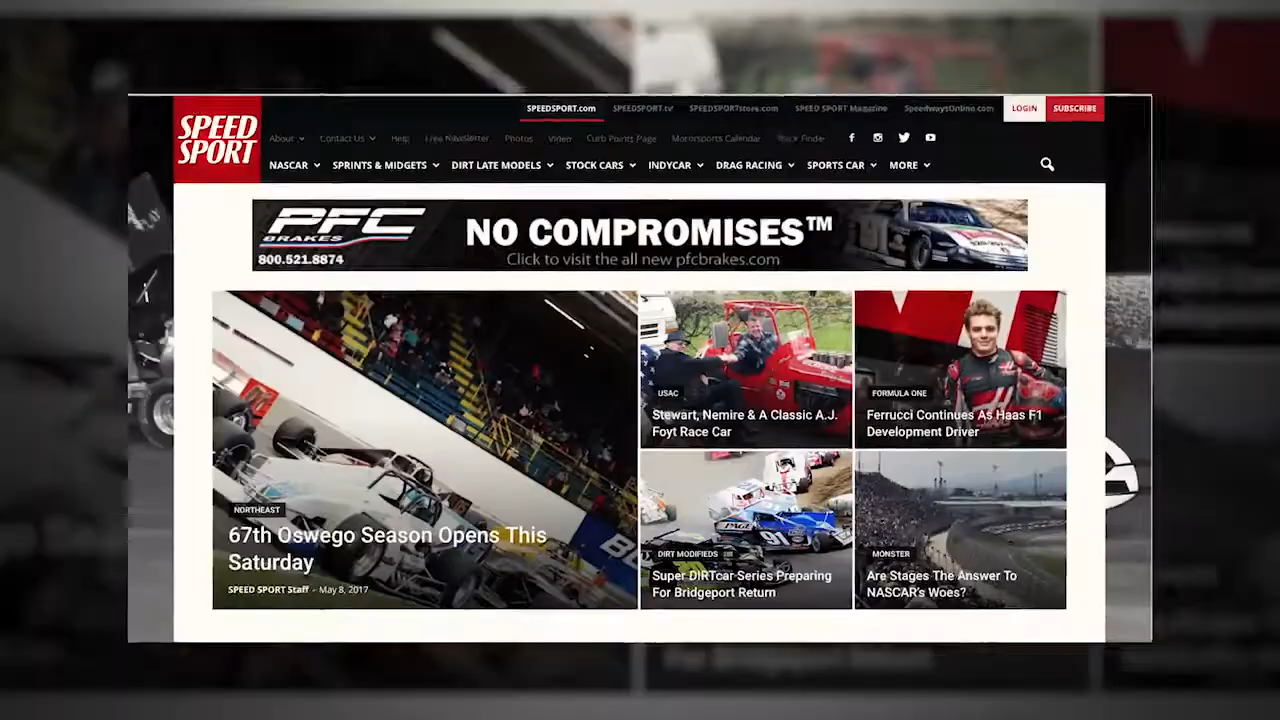 SPEED
SPORT
SPEEDSPORT.com SPEEDSPORT.tv SPEEDSPORTstore.com SPEED SPORT Magazine SpeedwaysOnline.com LOGIN SUBSCRIBE
About Contact Us Help Free Newsletter Photos Video Curb Points Page Motorsports Calendar Track Finder
NASCAR SPRINTS & MIDGETS DIRT LATE MODELS STOCK CARS INDYCAR DRAG RACING SPORTS CAR MORE
PFC
BRAKES
800.521.8874
NO COMPROMISES™
Click to visit the all new pfcbrakes.com
91
NORTHEAST
67th Oswego Season Opens This
Saturday
SPEED SPORT Staff - May 8, 2017
USAC
Stewart, Nemire & A Classic A.J.
Foyt Race Car
FORMULA ONE
Ferrucci Continues As Haas F1
Development Driver
PAGE
91
DIRT MODIFIEDS
Super DIRTcar Series Preparing
For Bridgeport Return
MONSTER
Are Stages The Answer To
NASCAR's Woes?